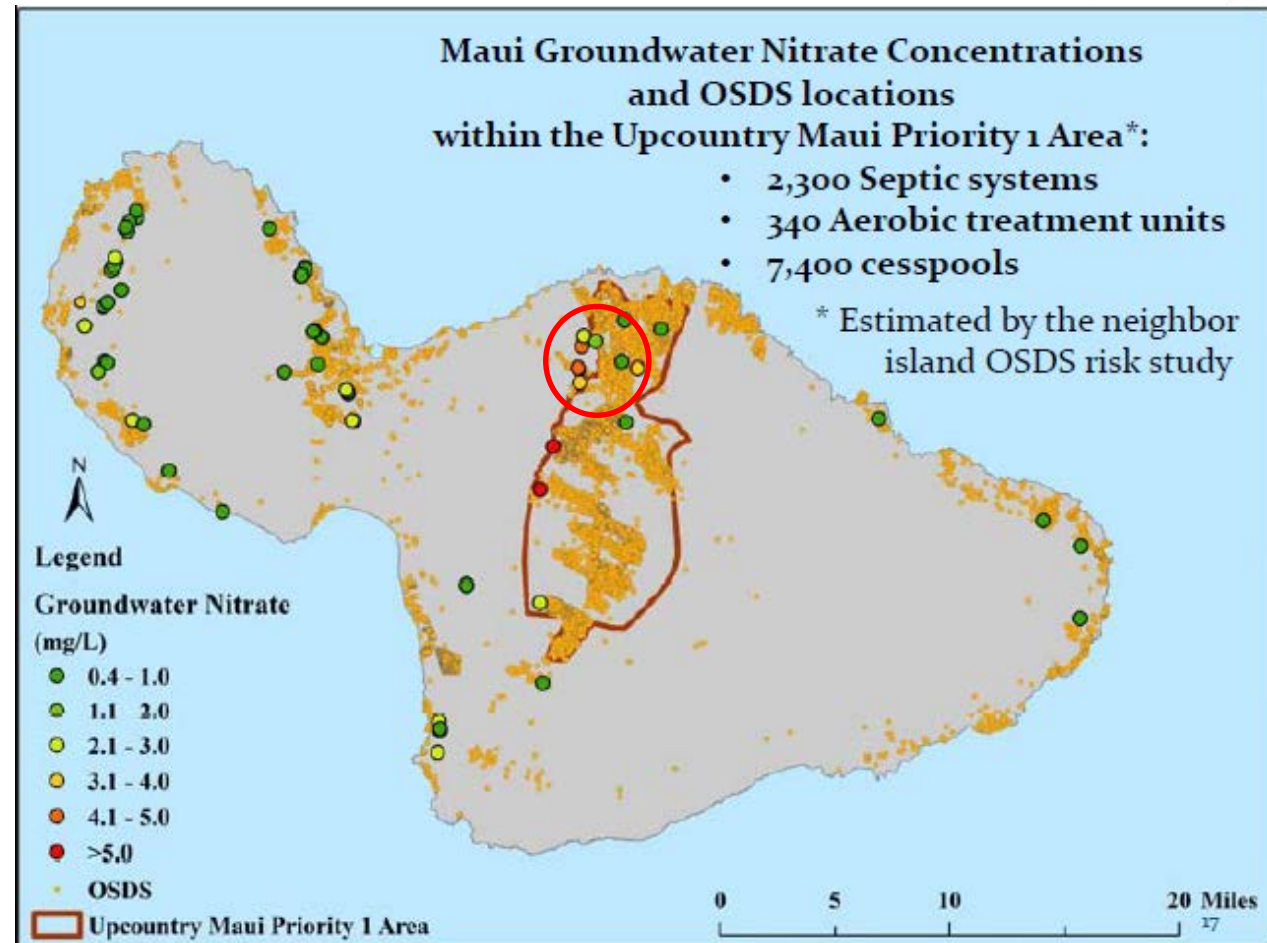 Maui Groundwater Nitrate Concentrations
and OSDS locations
within the Upcountry Maui Priority 1 Area*:
• 2,300 Septic systems
• 340 Aerobic treatment units
• 7,400 cesspools
* Estimated by the neighbor
island OSDS risk study
N
Legend
Groundwater Nitrate
(mg/L)
0.4 - 1.0
1.1 - 2.0
2.1 - 3.0
3.1 - 4.0
4.1 - 5.0
>5.0
OSDS
Upcountry Maui Priority 1 Area
0 5 10 20 Miles
17